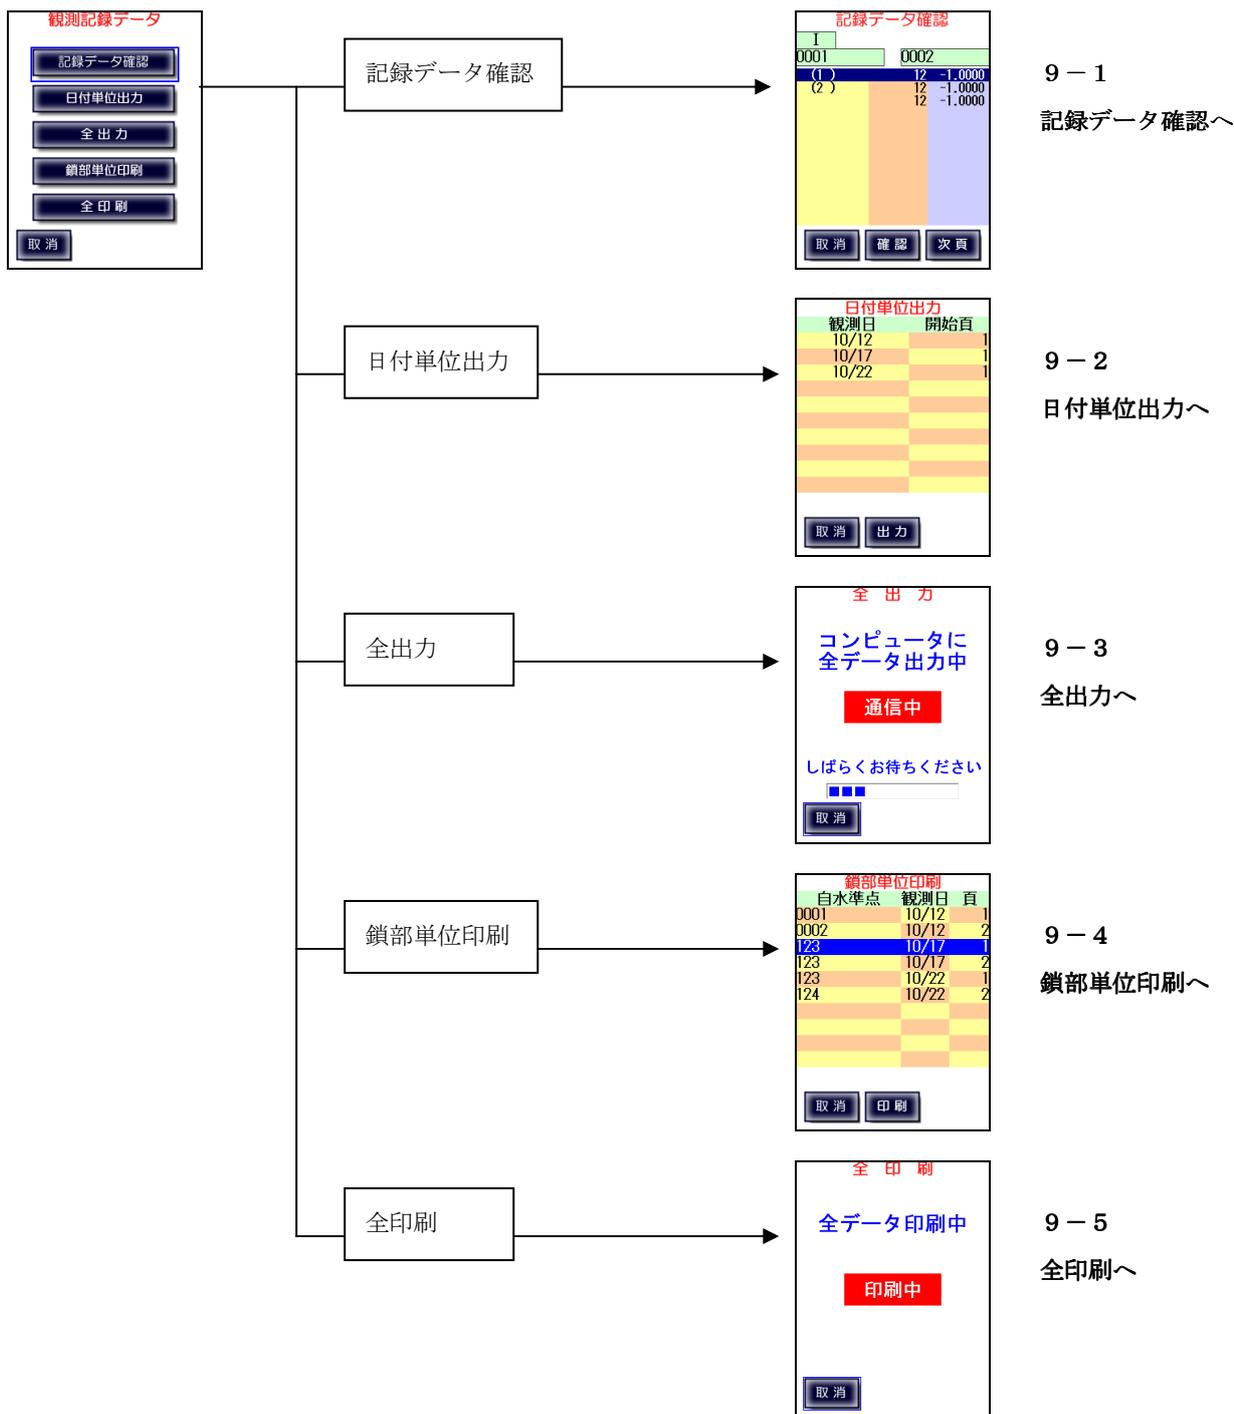 観測記録データ
記録データ確認
日付単位出力
全 出 力
鎖部単位印刷
全 印 刷
取 消
記録データ確認
記録データ確認
I
0001 0002
(1 ) 12 -1.0000
(2 ) 12 -1.0000
12 -1.0000
取 消 確 認 次 頁
9-1
記録データ確認へ
日付単位出力
日付単位出力
観測日 開始頁
10/12 1
10/17 1
10/22 1
取 消 出 力
9-2
日付単位出力へ
全出力
全 出 力
コンピュータに
全データ出力中
通信中
しばらくお待ちください
取 消
9-3
全出力へ
鎖部単位印刷
鎖部単位印刷
自水準点 観測日 頁
0001 10/12 1
0002 10/12 2
123 10/17 1
123 10/17 2
123 10/22 1
124 10/22 2
取 消 印 刷
9-4
鎖部単位印刷へ
全印刷
全 印 刷
全データ印刷中
印刷中
取 消
9-5
全印刷へ